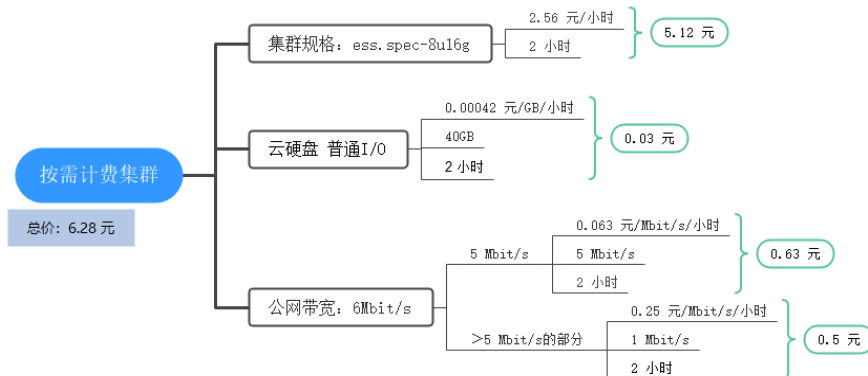 按需计费集群
总价：6.28 元
集群规格：ess.spec-8u16g
2.56 元/小时
2 小时
5.12 元
云硬盘 普通I/O
0.00042 元/GB/小时
40GB
2 小时
0.03 元
公网带宽：6Mbit/s
5 Mbit/s
0.063 元/Mbit/s/小时
5 Mbit/s
2 小时
0.63 元
>5 Mbit/s的部分
0.25 元/Mbit/s/小时
1 Mbit/s
2 小时
0.5 元